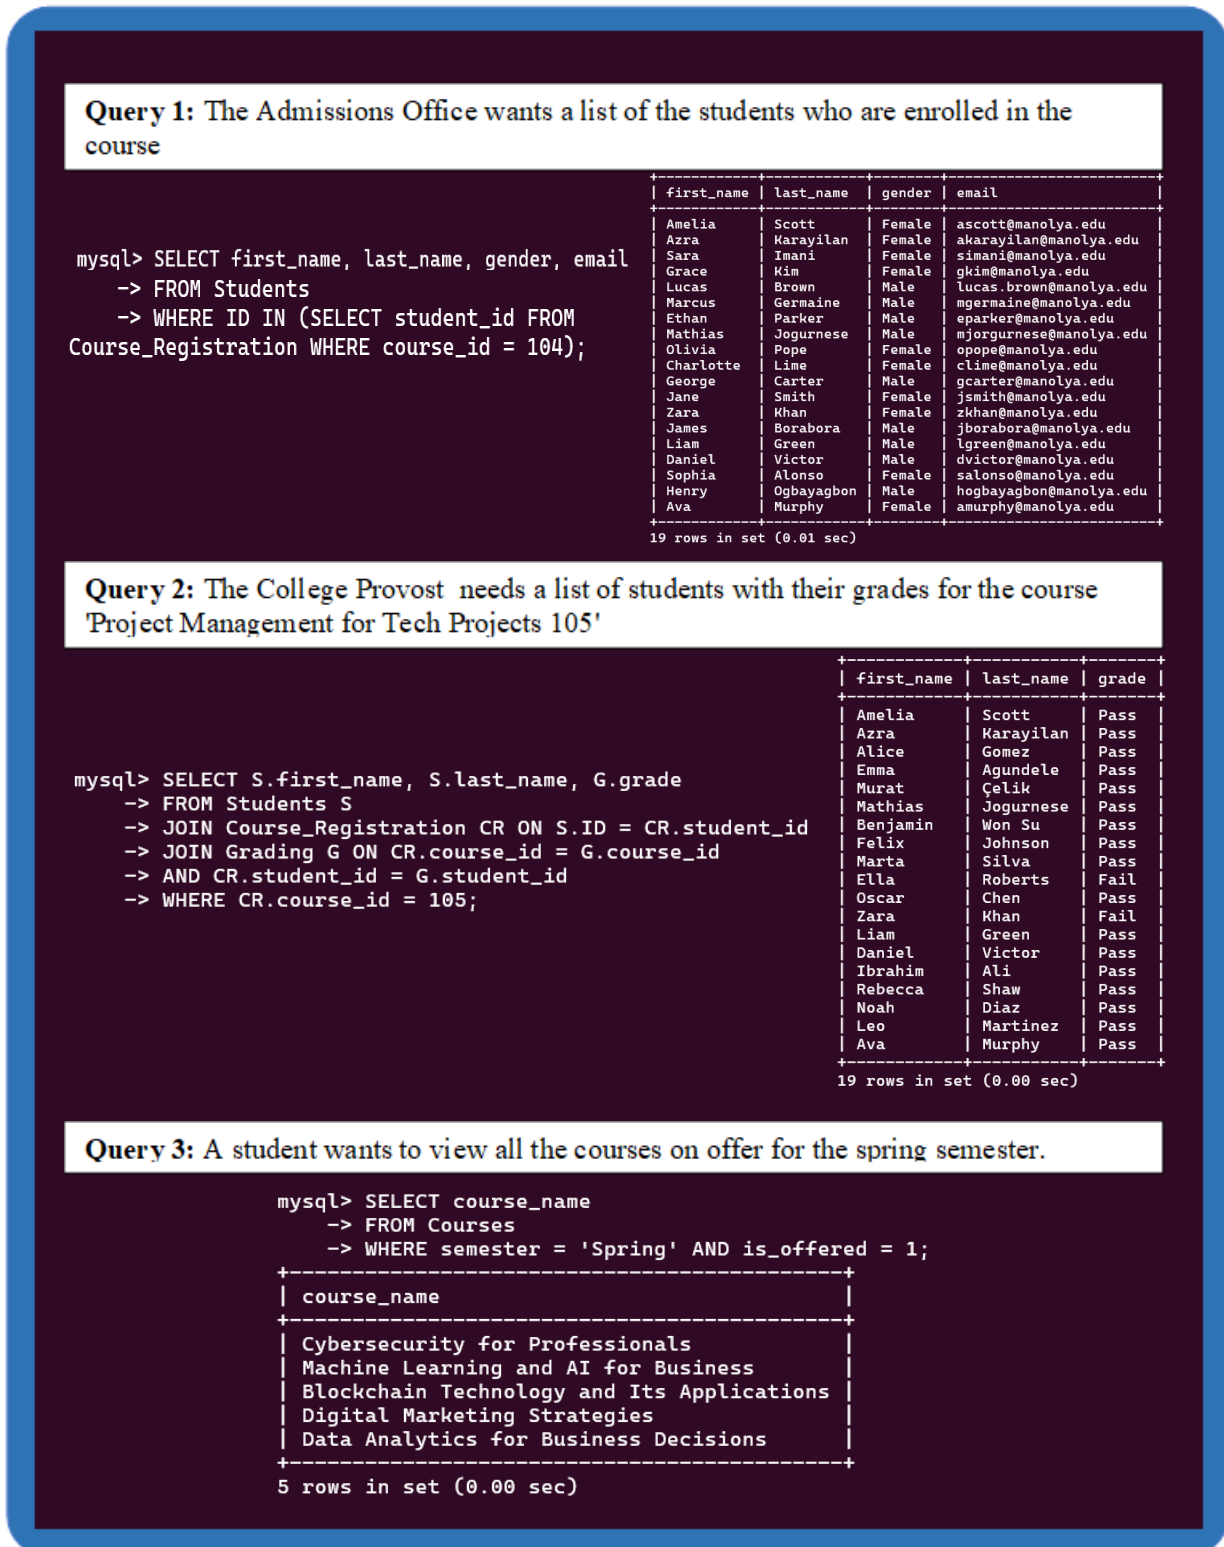 Query 1: The Admissions Office wants a list of the students who are enrolled in the
course
mysql> SELECT first_name, last_name, gender, email
-> FROM Students
-> WHERE ID IN (SELECT student_id FROM
Course_Registration WHERE course_id = 104);
+------------+------------+--------+------------------------+
| first_name | last_name | gender | email |
+------------+------------+--------+------------------------+
| Amelia | Scott | Female | ascott@manolya.edu |
| Azra | Karayilan | Female | akarayilan@manolya.edu |
| Sara | Imani | Female | simani@manolya.edu |
| Grace | Kim | Female | gkim@manolya.edu |
| Lucas | Brown | Male | lucas.brown@manolya.edu |
| Marcus | Germaine | Male | mgermaine@manolya.edu |
| Ethan | Parker | Male | eparker@manolya.edu |
| Mathias | Jogurnese | Male | mjorgurnese@manolya.edu |
| Olivia | Pope | Female | opope@manolya.edu |
| Charlotte | Lime | Female | clime@manolya.edu |
| George | Carter | Male | gcarter@manolya.edu |
| Jane | Smith | Female | jsmith@manolya.edu |
| Zara | Khan | Female | zkhan@manolya.edu |
| James | Borabora | Male | jborabora@manolya.edu |
| Liam | Green | Male | lgreen@manolya.edu |
| Daniel | Victor | Male | dvictor@manolya.edu |
| Sophia | Alonso | Female | salonso@manolya.edu |
| Henry | Ogbayagbon | Male | hogbayagbon@manolya.edu |
| Ava | Murphy | Female | amurphy@manolya.edu |
+------------+------------+--------+------------------------+
19 rows in set (0.01 sec)
Query 2: The College Provost needs a list of students with their grades for the course
'Project Management for Tech Projects 105'
mysql> SELECT S.first_name, S.last_name, G.grade
-> FROM Students S
-> JOIN Course_Registration CR ON S.ID = CR.student_id
-> JOIN Grading G ON CR.course_id = G.course_id
-> AND CR.student_id = G.student_id
-> WHERE CR.course_id = 105;
+------------+-----------+-------+
| first_name | last_name | grade |
+------------+-----------+-------+
| Amelia | Scott | Pass |
| Azra | Karayilan | Pass |
| Alice | Gomez | Pass |
| Emma | Agundele | Pass |
| Murat | Çelik | Pass |
| Mathias | Jogurnese | Pass |
| Benjamin | Won Su | Pass |
| Felix | Johnson | Pass |
| Marta | Silva | Pass |
| Ella | Roberts | Fail |
| Oscar | Chen | Pass |
| Zara | Khan | Fail |
| Liam | Green | Pass |
| Daniel | Victor | Pass |
| Ibrahim | Ali | Pass |
| Rebecca | Shaw | Pass |
| Noah | Diaz | Pass |
| Leo | Martinez | Pass |
| Ava | Murphy | Pass |
+------------+-----------+-------+
19 rows in set (0.00 sec)
Query 3: A student wants to view all the courses on offer for the spring semester.
mysql> SELECT course_name
-> FROM Courses
-> WHERE semester = 'Spring' AND is_offered = 1;
+--------------------------------------------+
| course_name |
+--------------------------------------------+
| Cybersecurity for Professionals |
| Machine Learning and AI for Business |
| Blockchain Technology and Its Applications |
| Digital Marketing Strategies |
| Data Analytics for Business Decisions |
+--------------------------------------------+
5 rows in set (0.00 sec)